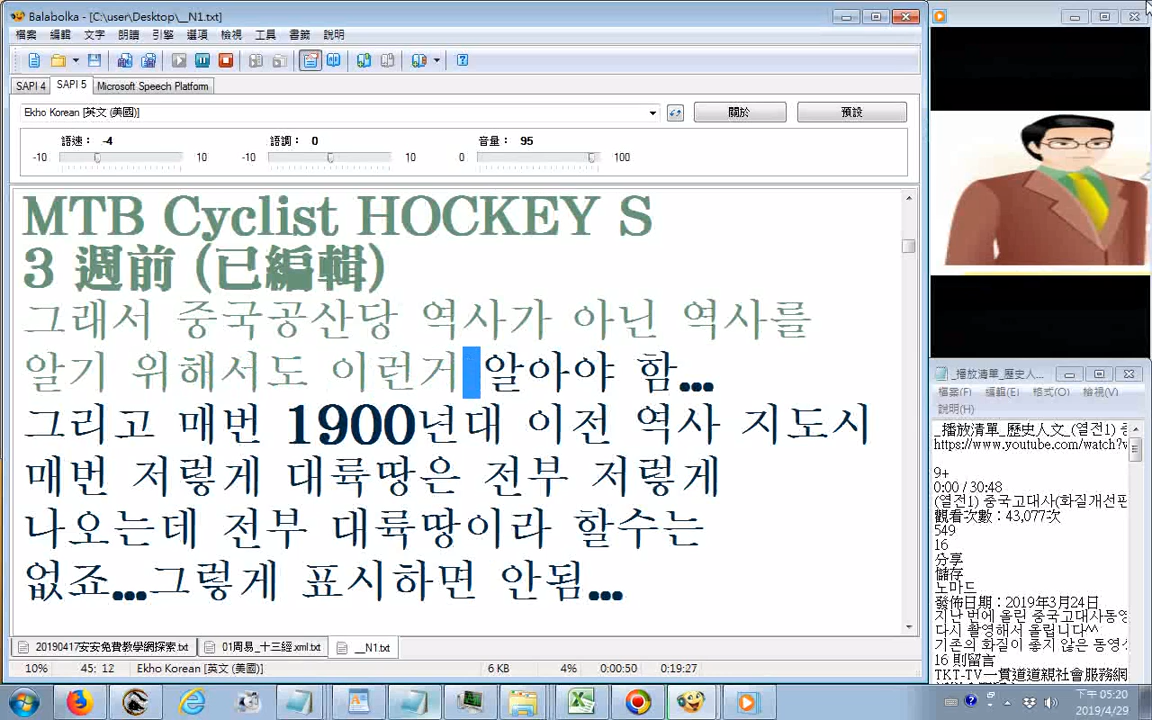 Balabolka - [C:\user\Desktop\__N1.txt]
檔案 編輯 文字 朗讀 引擎 選項 檢視 工具 書籤 說明
SAPI 4 SAPI 5 Microsoft Speech Platform
Ekho Korean [英文 (美國)]
關於 預設
語速： -4 語調： 0 音量： 95
-10 10 -10 10 0 100
MTB Cyclist HOCKEY S
3 週前 (已編輯)
그래서 중국공산당 역사가 아닌 역사를
알기 위해서도 이런거 알아야 함...
그리고 매번 1900년대 이전 역사 지도시
매번 저렇게 대륙땅은 전부 저렇게
나오는데 전부 대륙땅이라 할수는
없죠...그렇게 표시하면 안됨...
20190417安安免費教學網探索.txt 01周易_十三經.xml.txt __N1.txt
10% 45: 12 Ekho Korean [英文 (美國)] 6 KB 4% 0:00:50 0:19:27
_播放清單_歷史人...
檔案(F) 編輯(E) 格式(O) 檢視(V)
說明(H)
_播放清單_歷史人文_(열전1) 중
https://www.youtube.com/watch?v
9+
0:00 / 30:48
(열전1) 중국고대사(화질개선판
觀看次數：43,077次
549
16
分享
儲存
노마드
發佈日期：2019年3月24日
지난 번에 올린 중국고대사동영
다시 촬영해서 올립니다^^
기존의 화질이 좋지 않은 동영상
16 則留言
TKT-TV一貫道道親社會服務網
下午 05:20
2019/4/29